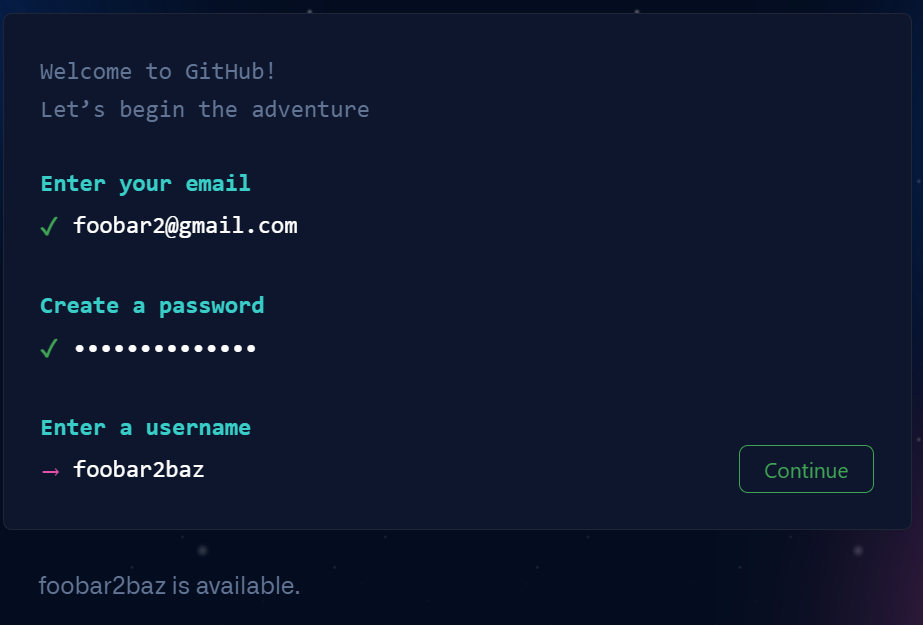 Welcome to GitHub!
Let’s begin the adventure
Enter your email
✓ foobar2@gmail.com
Create a password
✓ ••••••••••••••
Enter a username
→ foobar2baz
Continue
foobar2baz is available.